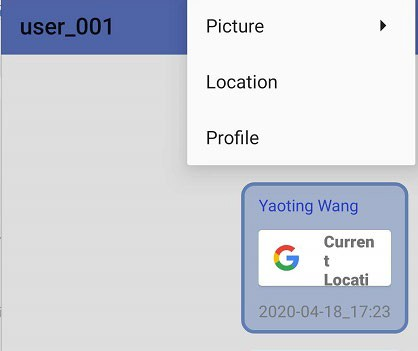 user_001
Picture
Location
Profile
Yaoting Wang
Curren
t
Locati
2020-04-18_17:23